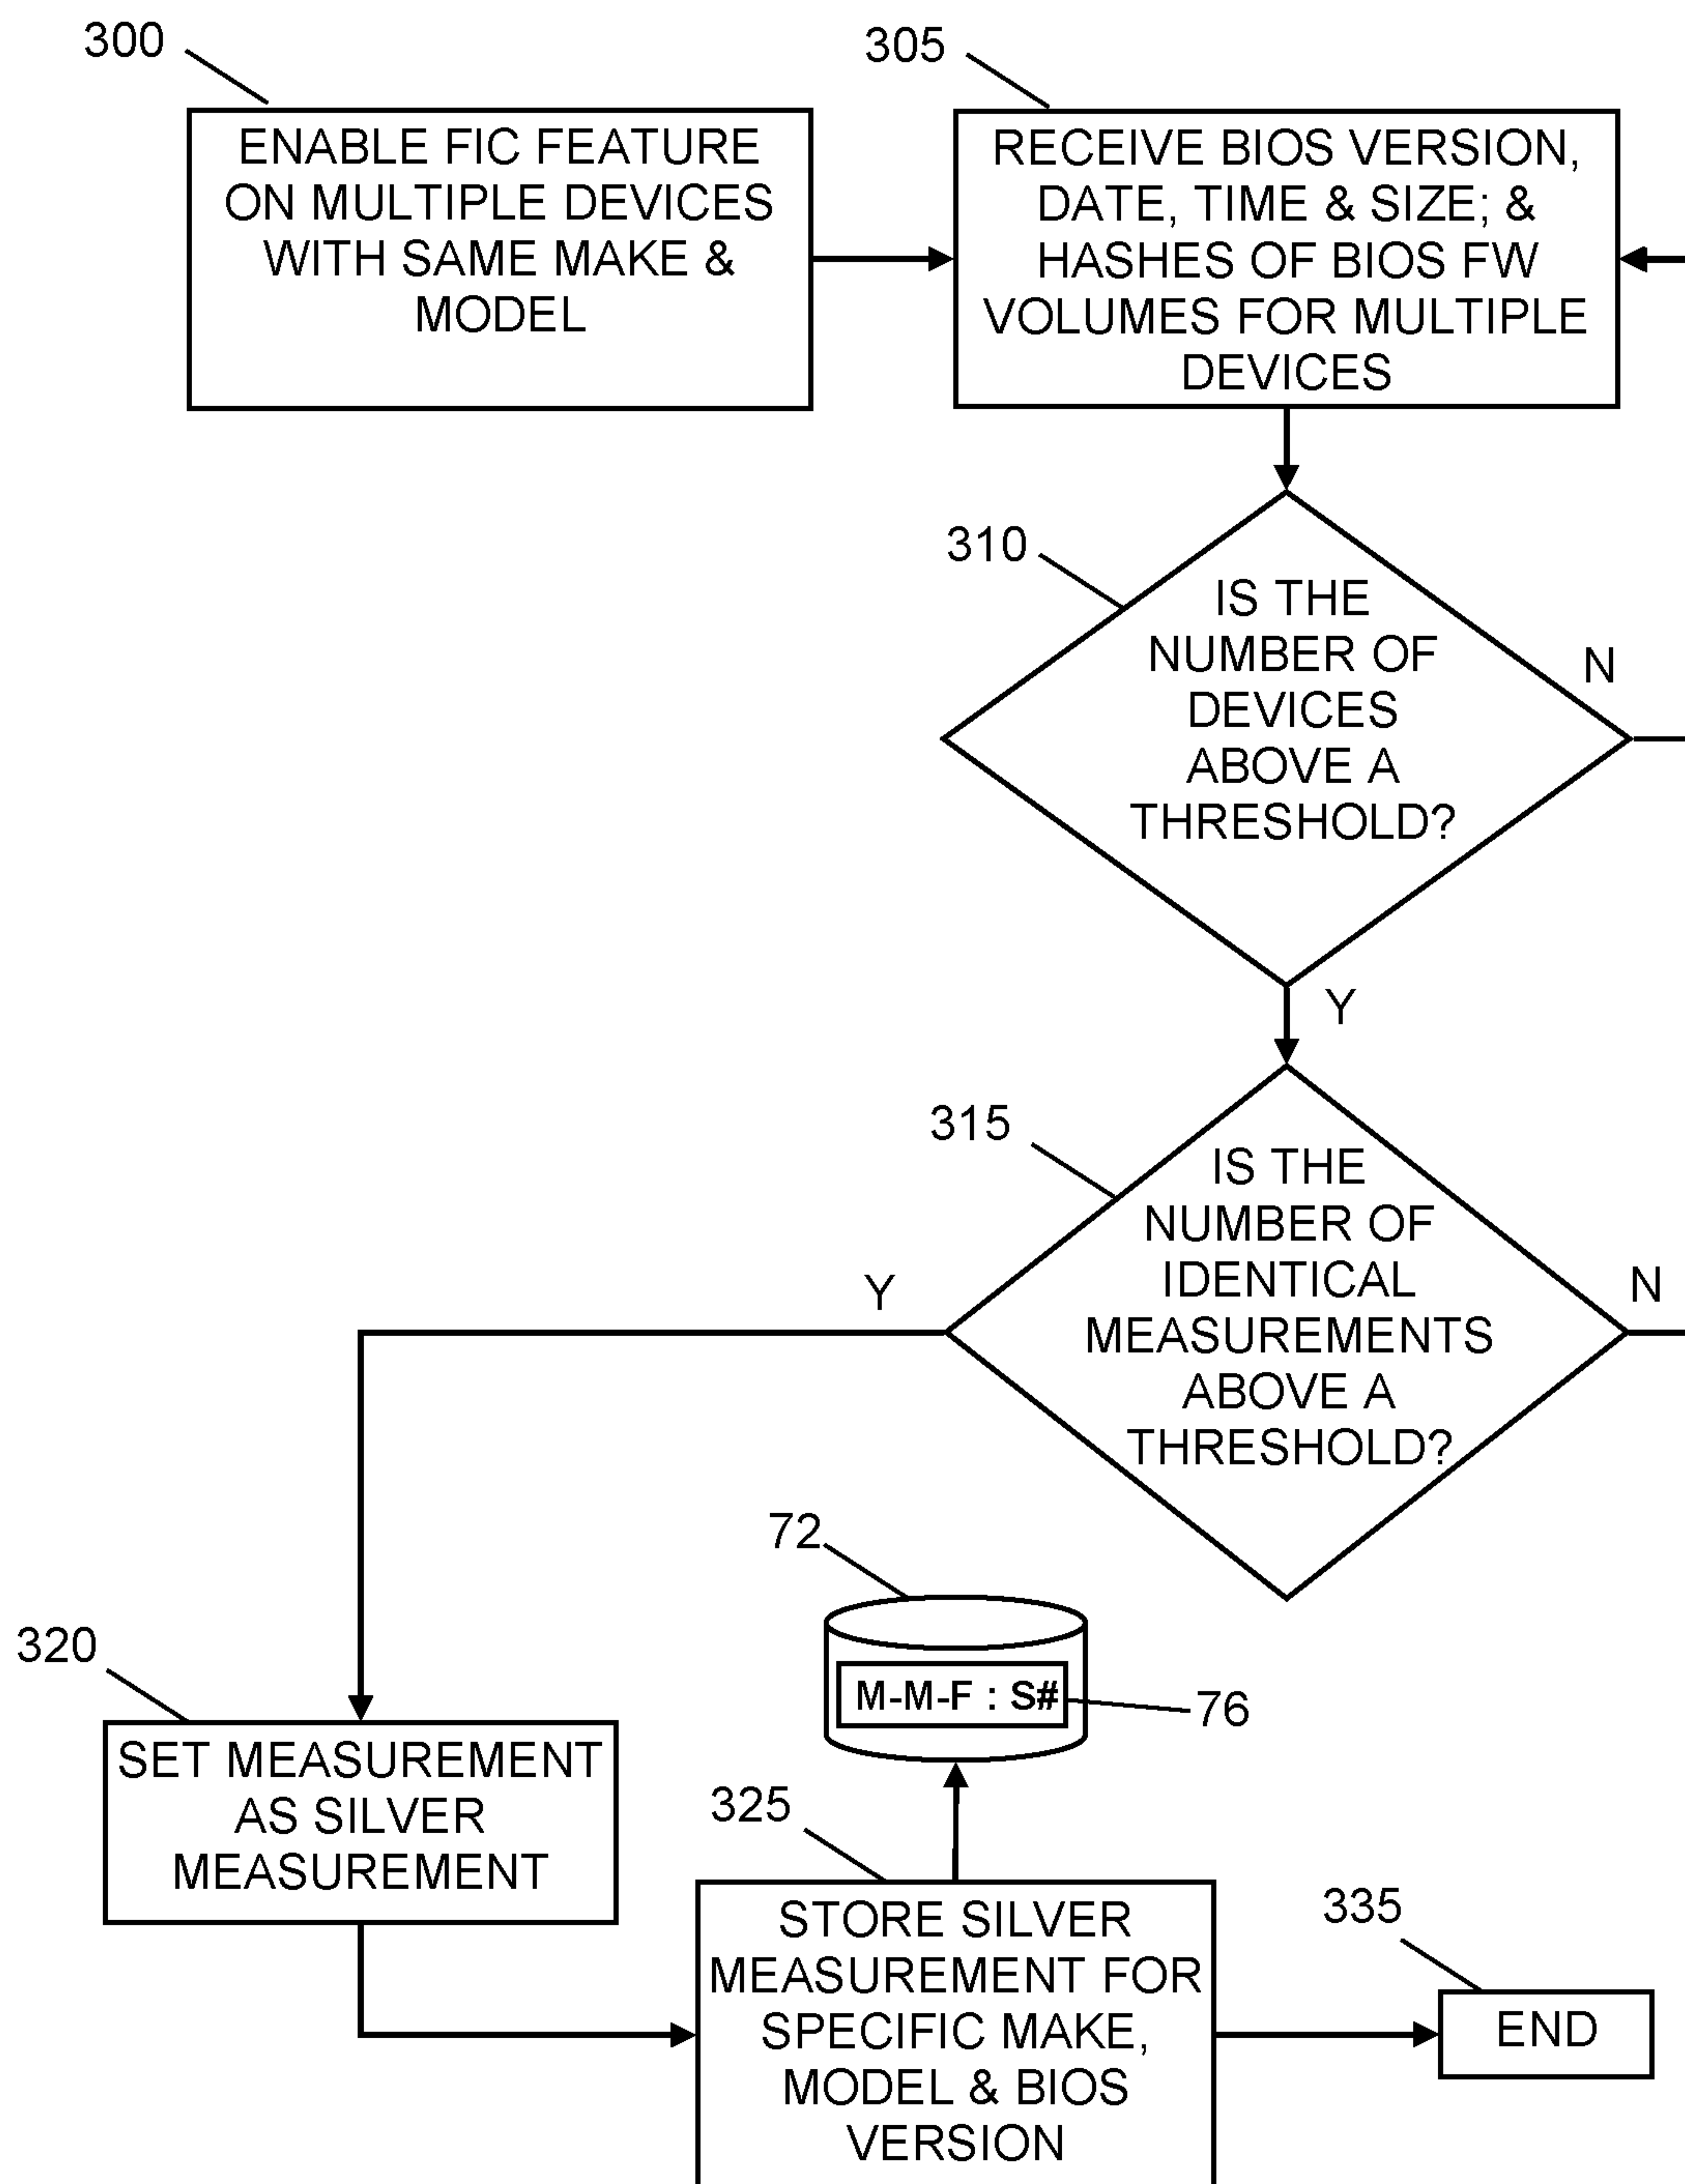 300
305
ENABLE FIC FEATURE
ON MULTIPLE DEVICES
WITH SAME MAKE &
MODEL
RECEIVE BIOS VERSION,
DATE, TIME & SIZE; &
HASHES OF BIOS FW
VOLUMES FOR MULTIPLE
DEVICES
310
IS THE
NUMBER OF
DEVICES
ABOVE A
THRESHOLD?
N
Y
315
IS THE
NUMBER OF
IDENTICAL
MEASUREMENTS
ABOVE A
THRESHOLD?
Y
N
72
M-M-F : S#
76
320
SET MEASUREMENT
AS SILVER
MEASUREMENT
325
STORE SILVER
MEASUREMENT FOR
SPECIFIC MAKE,
MODEL & BIOS
VERSION
335
END